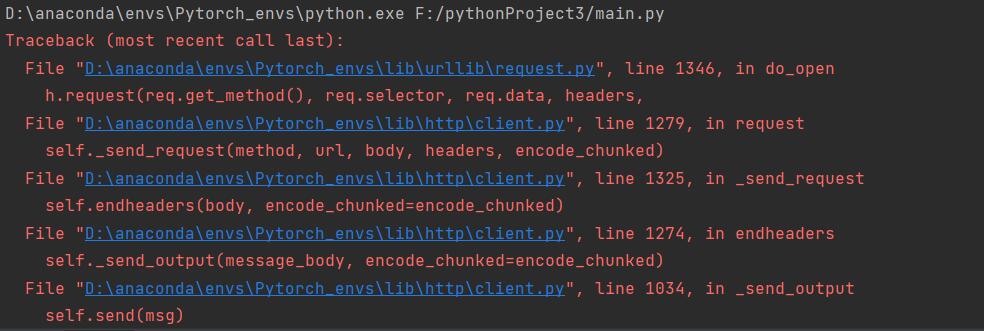 D:\anaconda\envs\Pytorch_envs\python.exe F:/pythonProject3/main.py
Traceback (most recent call last):
  File "D:\anaconda\envs\Pytorch_envs\lib\urllib\request.py", line 1346, in do_open
    h.request(req.get_method(), req.selector, req.data, headers,
  File "D:\anaconda\envs\Pytorch_envs\lib\http\client.py", line 1279, in request
    self._send_request(method, url, body, headers, encode_chunked)
  File "D:\anaconda\envs\Pytorch_envs\lib\http\client.py", line 1325, in _send_request
    self.endheaders(body, encode_chunked=encode_chunked)
  File "D:\anaconda\envs\Pytorch_envs\lib\http\client.py", line 1274, in endheaders
    self._send_output(message_body, encode_chunked=encode_chunked)
  File "D:\anaconda\envs\Pytorch_envs\lib\http\client.py", line 1034, in _send_output
    self.send(msg)